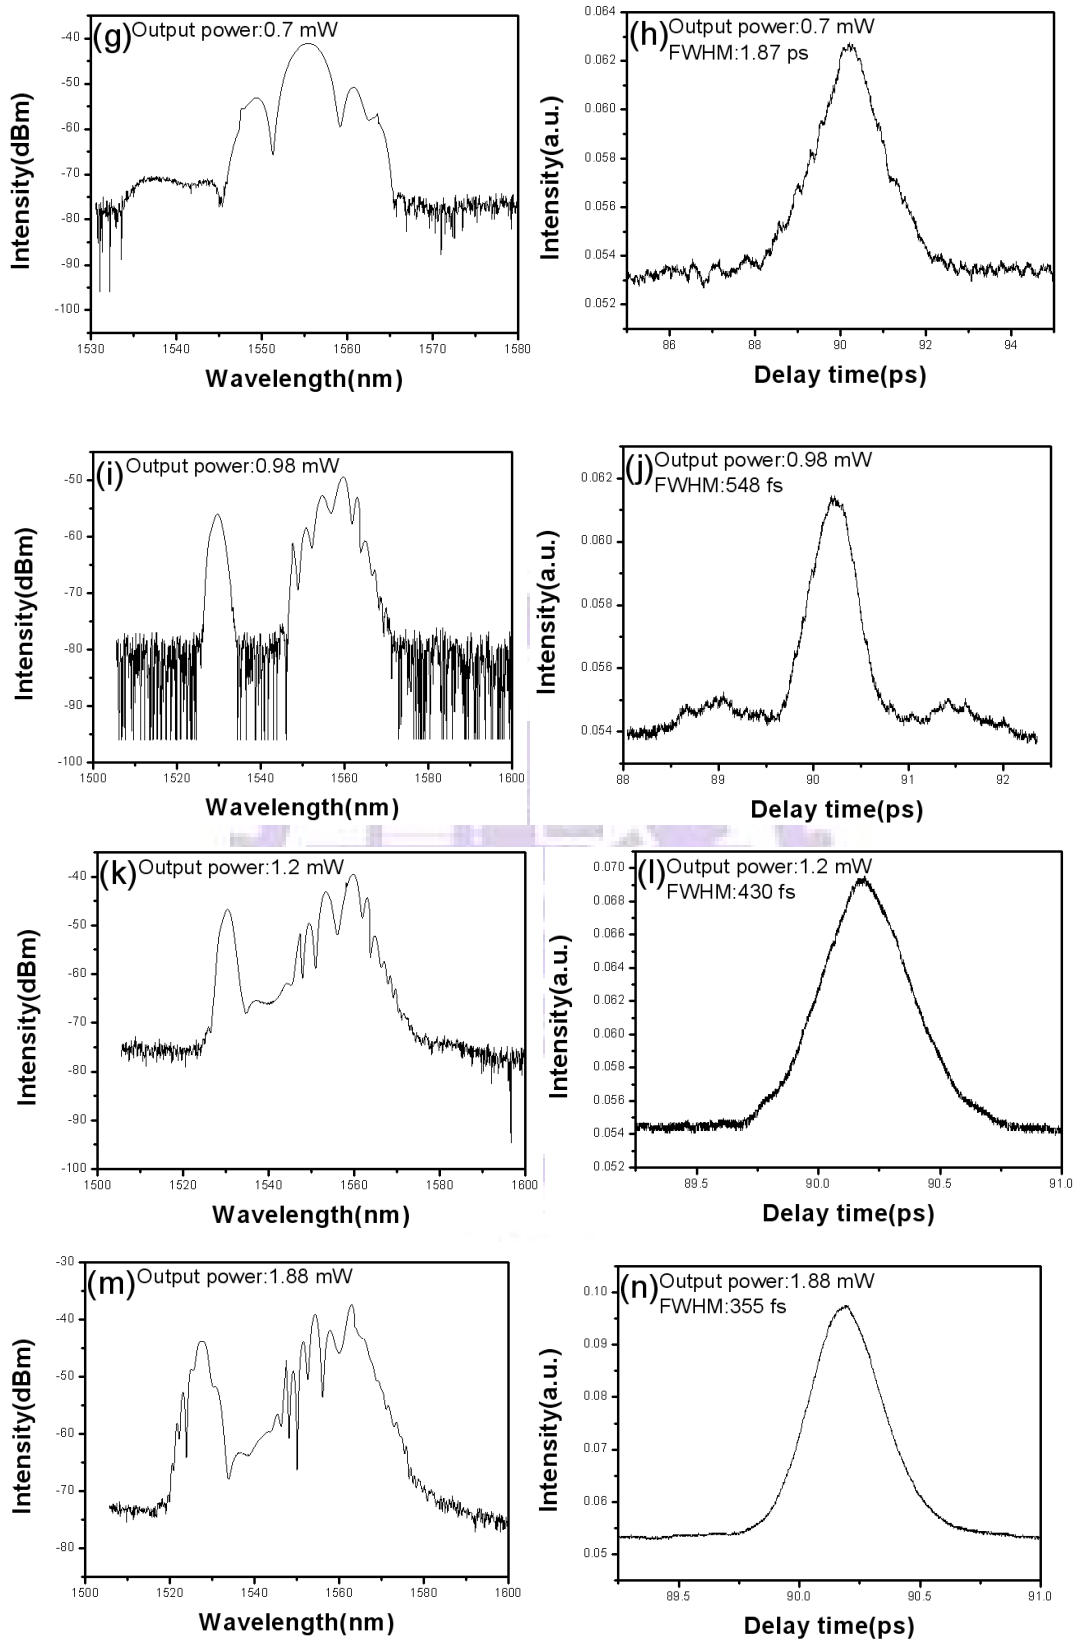 (g) Output power:0.7 mW
-40
-50
-60
-70
-80
-90
-100
Intensity(dBm)
1530 1540 1550 1560 1570 1580
Wavelength(nm)
(h) Output power:0.7 mW
FWHM:1.87 ps
0.064
0.062
0.060
0.058
0.056
0.054
0.052
Intensity(a.u.)
86 88 90 92 94
Delay time(ps)
(i) Output power:0.98 mW
-50
-60
-70
-80
-90
-100
Intensity(dBm)
1500 1520 1540 1560 1580 1600
Wavelength(nm)
(j) Output power:0.98 mW
FWHM:548 fs
0.062
0.060
0.058
0.056
0.054
Intensity(a.u.)
88 89 90 91 92
Delay time(ps)
(k) Output power:1.2 mW
-40
-50
-60
-70
-80
-90
-100
Intensity(dBm)
1500 1520 1540 1560 1580 1600
Wavelength(nm)
(l) Output power:1.2 mW
FWHM:430 fs
0.070
0.068
0.066
0.064
0.062
0.060
0.058
0.056
0.054
0.052
Intensity(a.u.)
89.5 90.0 90.5 91.0
Delay time(ps)
(m) Output power:1.88 mW
-30
-40
-50
-60
-70
-80
Intensity(dBm)
1500 1520 1540 1560 1580 1600
Wavelength(nm)
(n) Output power:1.88 mW
FWHM:355 fs
0.10
0.09
0.08
0.07
0.06
0.05
Intensity(a.u.)
89.5 90.0 90.5 91.0
Delay time(ps)